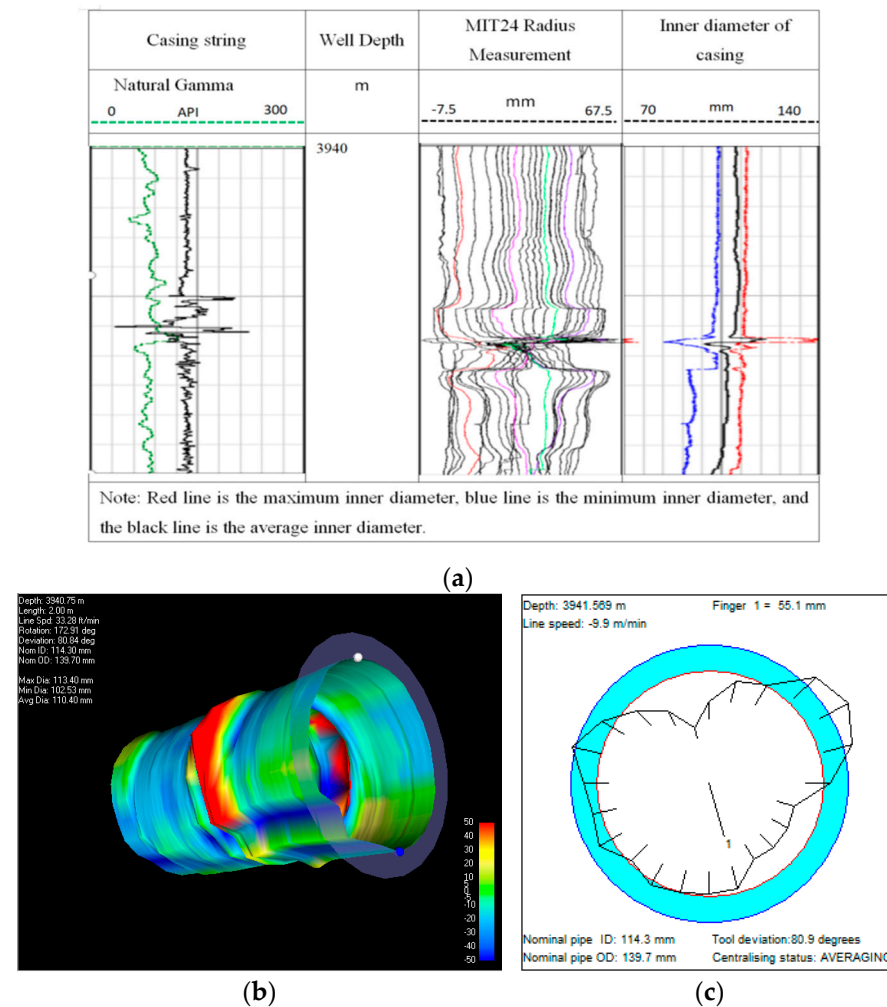 Casing string
Well Depth
MIT24 Radius Measurement
Inner diameter of casing
Natural Gamma
0 API 300
m
mm
-7.5 67.5
70 mm 140
3940
Note: Red line is the maximum inner diameter, blue line is the minimum inner diameter, and
the black line is the average inner diameter.
(a)
Depth: 3940.75 m
Length: 2.00 m
Line Spd: 33.28 ft/min
Rotation: 172.91 deg
Deviation: 80.84 deg
Nom ID: 114.30 mm
Nom OD: 139.70 mm
Max Dia: 113.40 mm
Min Dia: 102.53 mm
Avg Dia: 110.40 mm
50
40
30
20
10
5
0
-5
-10
-20
-30
-40
-50
(b)
Depth: 3941.569 m Finger 1 = 55.1 mm
Line speed: -9.9 m/min
1
Nominal pipe ID: 114.3 mm Tool deviation:80.9 degrees
Nominal pipe OD: 139.7 mm Centralising status: AVERAGING
(c)